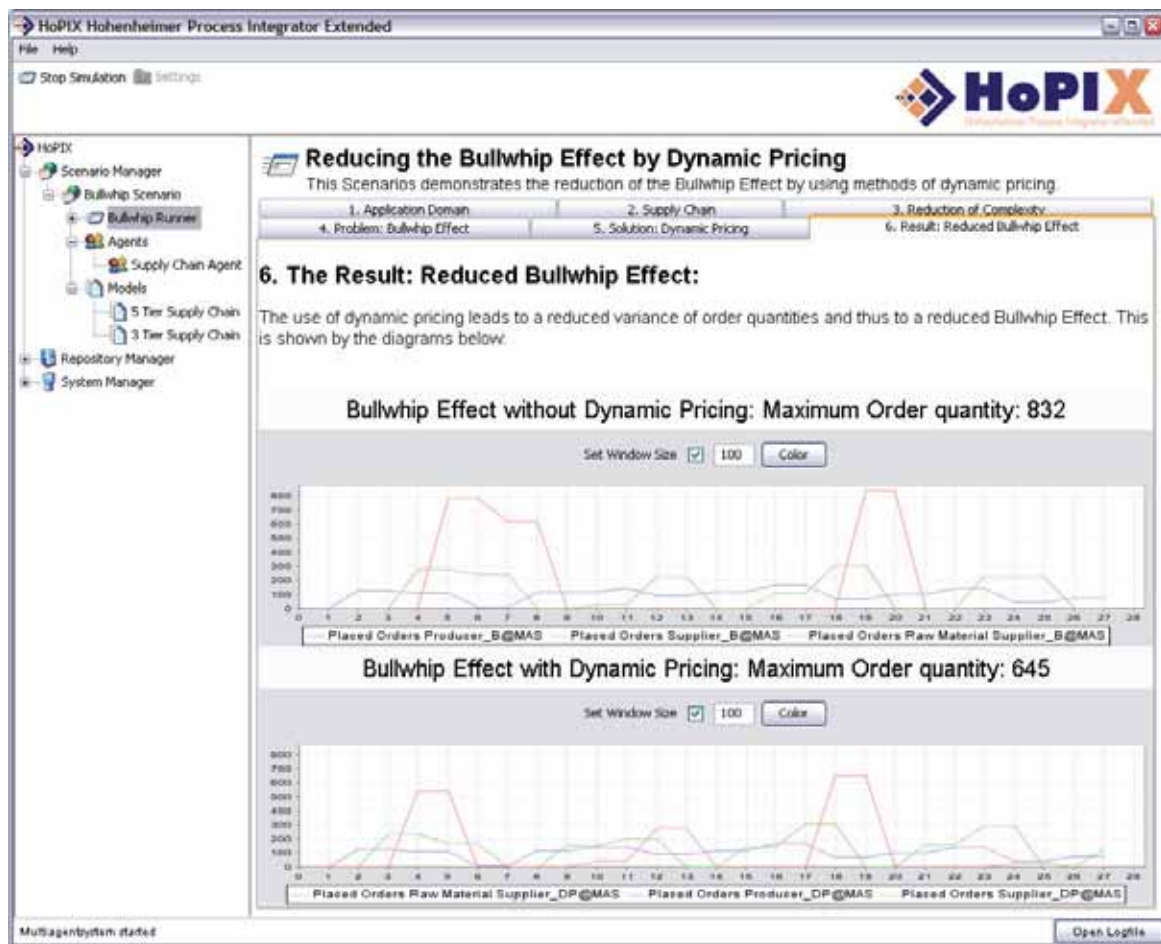 HoPIX Hohenheimer Process Integrator Extended
File Help
Stop Simulation Settings
HoPIX
Hohenheimer Process Integrator extended
HoPIX
Scenario Manager
Bullwhip Scenario
Bullwhip Runner
Agents
Supply Chain Agent
Models
5 Tier Supply Chain
3 Tier Supply Chain
Repository Manager
System Manager
Reducing the Bullwhip Effect by Dynamic Pricing
This Scenarios demonstrates the reduction of the Bullwhip Effect by using methods of dynamic pricing.
1. Application Domain 2. Supply Chain 3. Reduction of Complexity
4. Problem: Bullwhip Effect 5. Solution: Dynamic Pricing 6. Result: Reduced Bullwhip Effect
6. The Result: Reduced Bullwhip Effect:
The use of dynamic pricing leads to a reduced variance of order quantities and thus to a reduced Bullwhip Effect. This
is shown by the diagrams below:
Bullwhip Effect without Dynamic Pricing: Maximum Order quantity: 832
Set Window Size 100 Color
800
700
600
500
400
300
200
100
0
0 1 2 3 4 5 6 7 8 9 10 11 12 13 14 15 16 17 18 19 20 21 22 23 24 25 26 27 28
Placed Orders Producer_B@MAS Placed Orders Supplier_B@MAS Placed Orders Raw Material Supplier_B@MAS
Bullwhip Effect with Dynamic Pricing: Maximum Order quantity: 645
Set Window Size 100 Color
800
700
600
500
400
300
200
100
0
0 1 2 3 4 5 6 7 8 9 10 11 12 13 14 15 16 17 18 19 20 21 22 23 24 25 26 27 28
Placed Orders Raw Material Supplier_DP@MAS Placed Orders Producer_DP@MAS Placed Orders Supplier_DP@MAS
Multiagentsystem started
Open Logfile